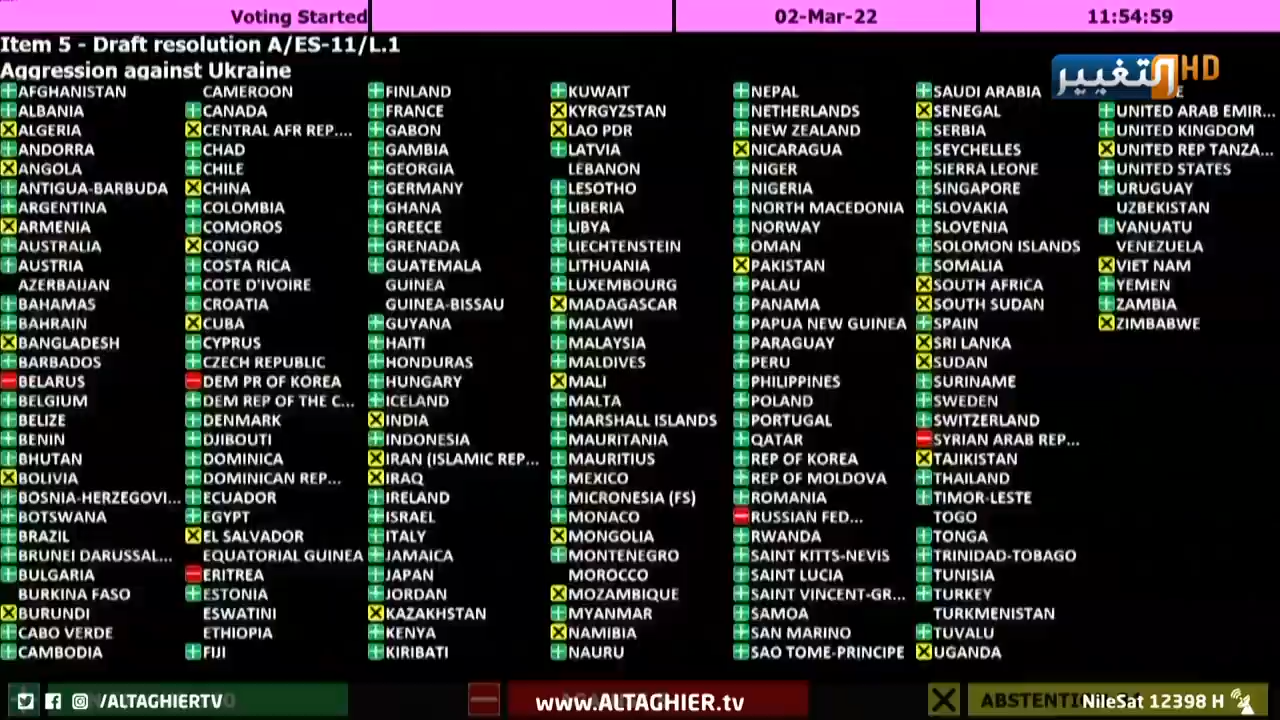 Voting Started
02-Mar-22
11:54:59
Item 5 - Draft resolution A/ES-11/L.1
Aggression against Ukraine
التغيير HD
AFGHANISTAN
ALBANIA
ALGERIA
ANDORRA
ANGOLA
ANTIGUA-BARBUDA
ARGENTINA
ARMENIA
AUSTRALIA
AUSTRIA
AZERBAIJAN
BAHAMAS
BAHRAIN
BANGLADESH
BARBADOS
BELARUS
BELGIUM
BELIZE
BENIN
BHUTAN
BOLIVIA
BOSNIA-HERZEGOVI...
BOTSWANA
BRAZIL
BRUNEI DARUSSAL...
BULGARIA
BURKINA FASO
BURUNDI
CABO VERDE
CAMBODIA
CAMEROON
CANADA
CENTRAL AFR REP....
CHAD
CHILE
CHINA
COLOMBIA
COMOROS
CONGO
COSTA RICA
COTE D'IVOIRE
CROATIA
CUBA
CYPRUS
CZECH REPUBLIC
DEM PR OF KOREA
DEM REP OF THE C...
DENMARK
DJIBOUTI
DOMINICA
DOMINICAN REP...
ECUADOR
EGYPT
EL SALVADOR
EQUATORIAL GUINEA
ERITREA
ESTONIA
ESWATINI
ETHIOPIA
FIJI
FINLAND
FRANCE
GABON
GAMBIA
GEORGIA
GERMANY
GHANA
GREECE
GRENADA
GUATEMALA
GUINEA
GUINEA-BISSAU
GUYANA
HAITI
HONDURAS
HUNGARY
ICELAND
INDIA
INDONESIA
IRAN (ISLAMIC REP...
IRAQ
IRELAND
ISRAEL
ITALY
JAMAICA
JAPAN
JORDAN
KAZAKHSTAN
KENYA
KIRIBATI
KUWAIT
KYRGYZSTAN
LAO PDR
LATVIA
LEBANON
LESOTHO
LIBERIA
LIBYA
LIECHTENSTEIN
LITHUANIA
LUXEMBOURG
MADAGASCAR
MALAWI
MALAYSIA
MALDIVES
MALI
MALTA
MARSHALL ISLANDS
MAURITANIA
MAURITIUS
MEXICO
MICRONESIA (FS)
MONACO
MONGOLIA
MONTENEGRO
MOROCCO
MOZAMBIQUE
MYANMAR
NAMIBIA
NAURU
NEPAL
NETHERLANDS
NEW ZEALAND
NICARAGUA
NIGER
NIGERIA
NORTH MACEDONIA
NORWAY
OMAN
PAKISTAN
PALAU
PANAMA
PAPUA NEW GUINEA
PARAGUAY
PERU
PHILIPPINES
POLAND
PORTUGAL
QATAR
REP OF KOREA
REP OF MOLDOVA
ROMANIA
RUSSIAN FED...
RWANDA
SAINT KITTS-NEVIS
SAINT LUCIA
SAINT VINCENT-GR...
SAMOA
SAN MARINO
SAO TOME-PRINCIPE
SAUDI ARABIA
SENEGAL
SERBIA
SEYCHELLES
SIERRA LEONE
SINGAPORE
SLOVAKIA
SLOVENIA
SOLOMON ISLANDS
SOMALIA
SOUTH AFRICA
SOUTH SUDAN
SPAIN
SRI LANKA
SUDAN
SURINAME
SWEDEN
SWITZERLAND
SYRIAN ARAB REP...
TAJIKISTAN
THAILAND
TIMOR-LESTE
TOGO
TONGA
TRINIDAD-TOBAGO
TUNISIA
TURKEY
TURKMENISTAN
TUVALU
UGANDA
UNITED ARAB EMIR...
UNITED KINGDOM
UNITED REP TANZA...
UNITED STATES
URUGUAY
UZBEKISTAN
VANUATU
VENEZUELA
VIET NAM
YEMEN
ZAMBIA
ZIMBABWE
/ALTAGHIERTV
www.ALTAGHIER.tv
ABSTENTI
NileSat 12398 H